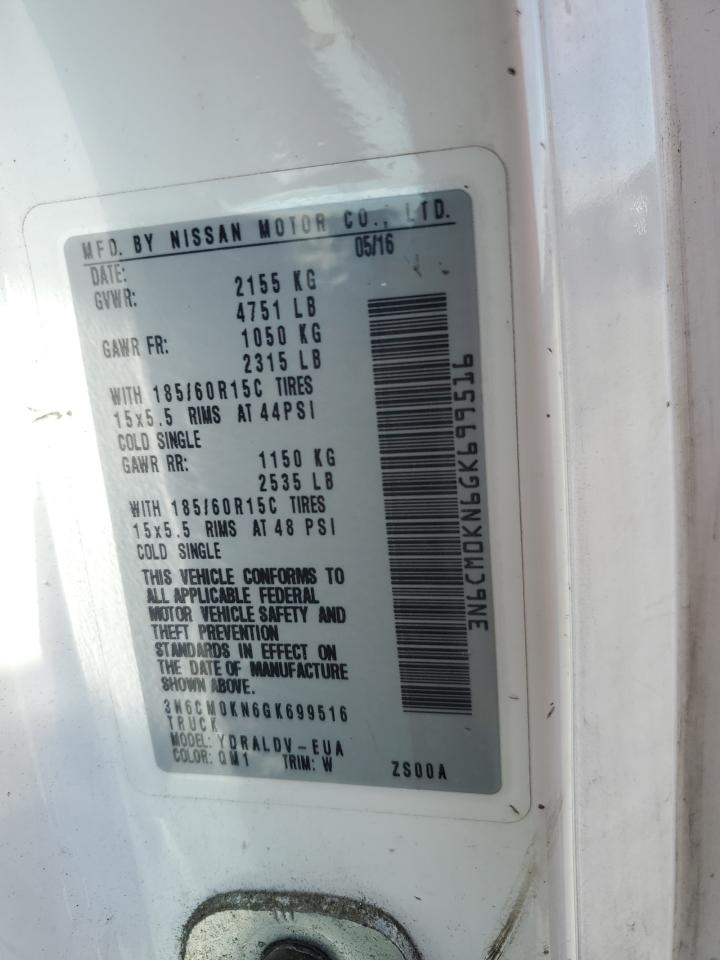 MFD. BY NISSAN MOTOR CO., LTD.
DATE: 05/16
GVWR: 2155 KG
4751 LB
GAWR FR: 1050 KG
2315 LB
WITH 185/60R15C TIRES
15x5.5 RIMS AT 44PSI
COLD SINGLE
GAWR RR: 1150 KG
2535 LB
WITH 185/60R15C TIRES
15x5.5 RIMS AT 48 PSI
COLD SINGLE
THIS VEHICLE CONFORMS TO
ALL APPLICABLE FEDERAL
MOTOR VEHICLE SAFETY AND
THEFT PREVENTION
STANDARDS IN EFFECT ON
THE DATE OF MANUFACTURE
SHOWN ABOVE.
3N6CM0KN6GK699516
TRUCK
MODEL: YDRALDV-EUA
COLOR: QM1 TRIM: W ZS00A
3N6CM0KN6GK699516